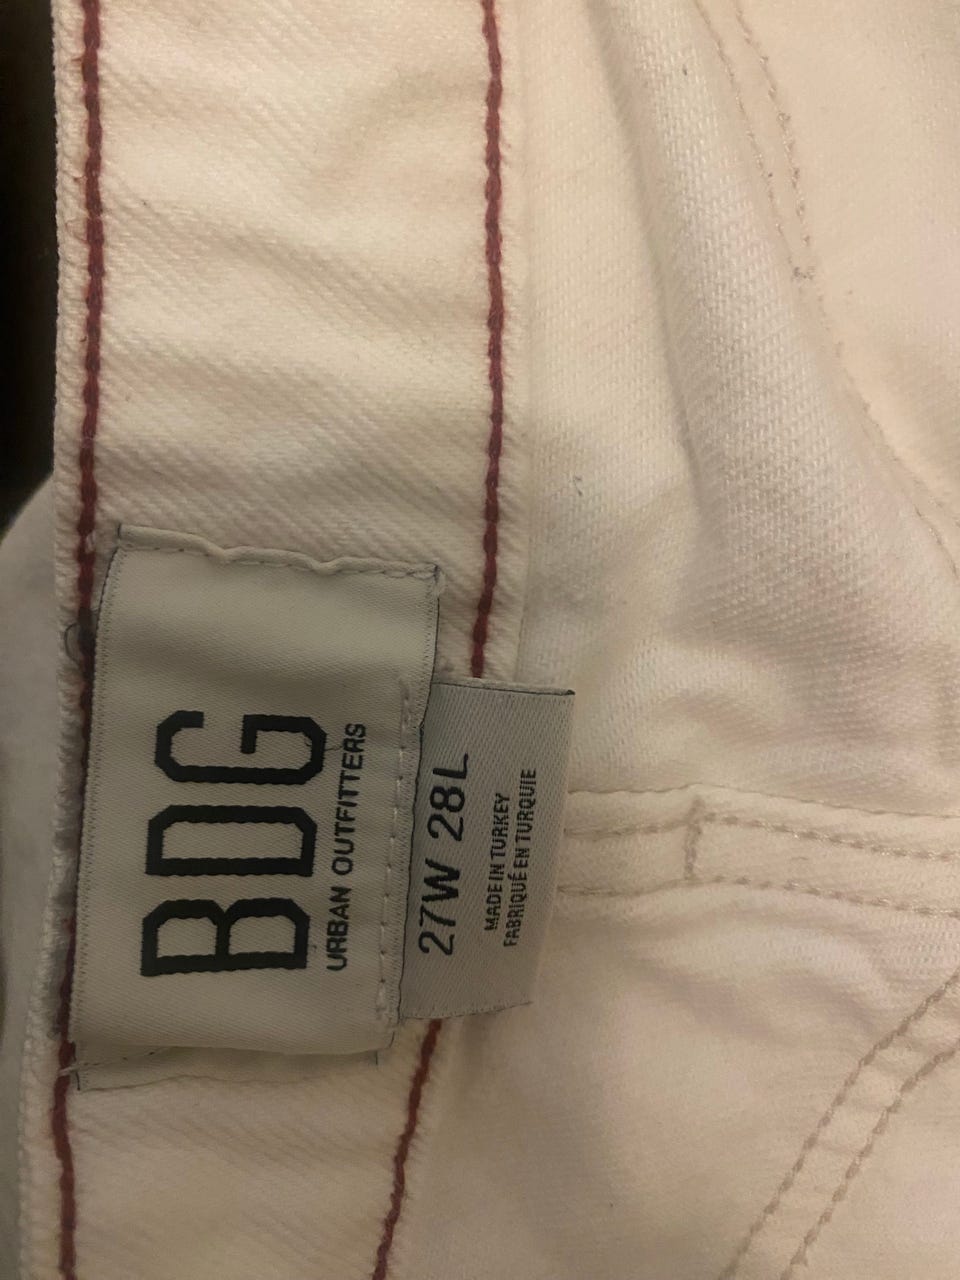 BDG
URBAN OUTFITTERS
27W 28L
MADE IN TURKEY
FABRIQUÉ EN TURQUIE